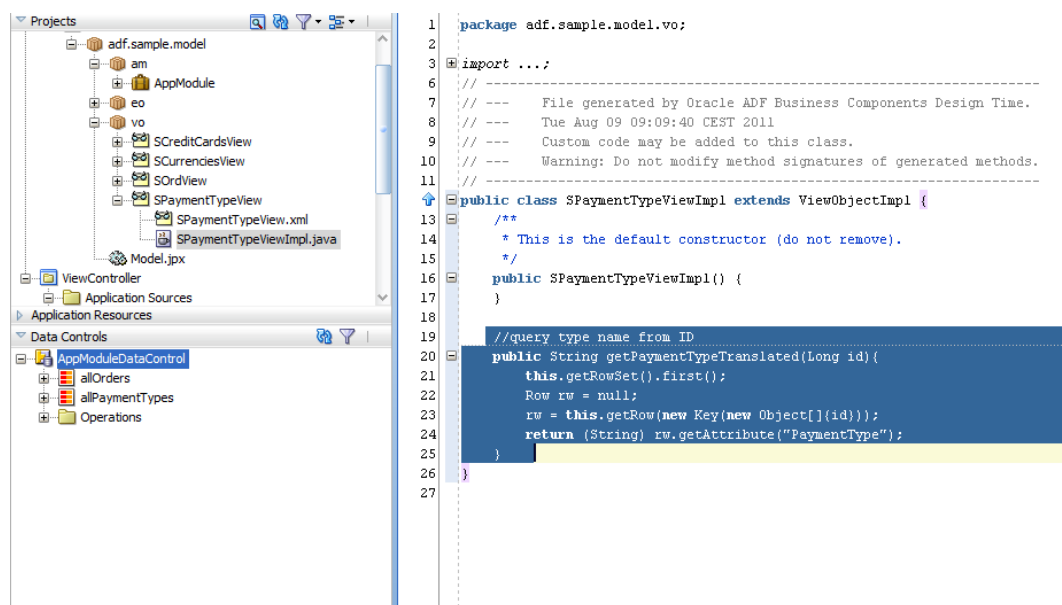 Projects
adf.sample.model
am
AppModule
eo
vo
SCreditCardsView
SCurrenciesView
SOrdView
SPaymentTypeView
SPaymentTypeView.xml
SPaymentTypeViewImpl.java
Model.jpx
ViewController
Application Sources
Application Resources
Data Controls
AppModuleDataControl
allOrders
allPaymentTypes
Operations
1 package adf.sample.model.vo;
2
3 import ...;
6 // ---------------------------------------------------------------------
7 // ---    File generated by Oracle ADF Business Components Design Time.
8 // ---    Tue Aug 09 09:09:40 CEST 2011
9 // ---    Custom code may be added to this class.
10 // ---    Warning: Do not modify method signatures of generated methods.
11 // ---------------------------------------------------------------------
public class SPaymentTypeViewImpl extends ViewObjectImpl {
13     /**
14      * This is the default constructor (do not remove).
15      */
16     public SPaymentTypeViewImpl() {
17     }
18
19     //query type name from ID
20     public String getPaymentTypeTranslated(Long id){
21         this.getRowSet().first();
22         Row rw = null;
23         rw = this.getRow(new Key(new Object[]{id}));
24         return (String) rw.getAttribute("PaymentType");
25     }
26 }
27